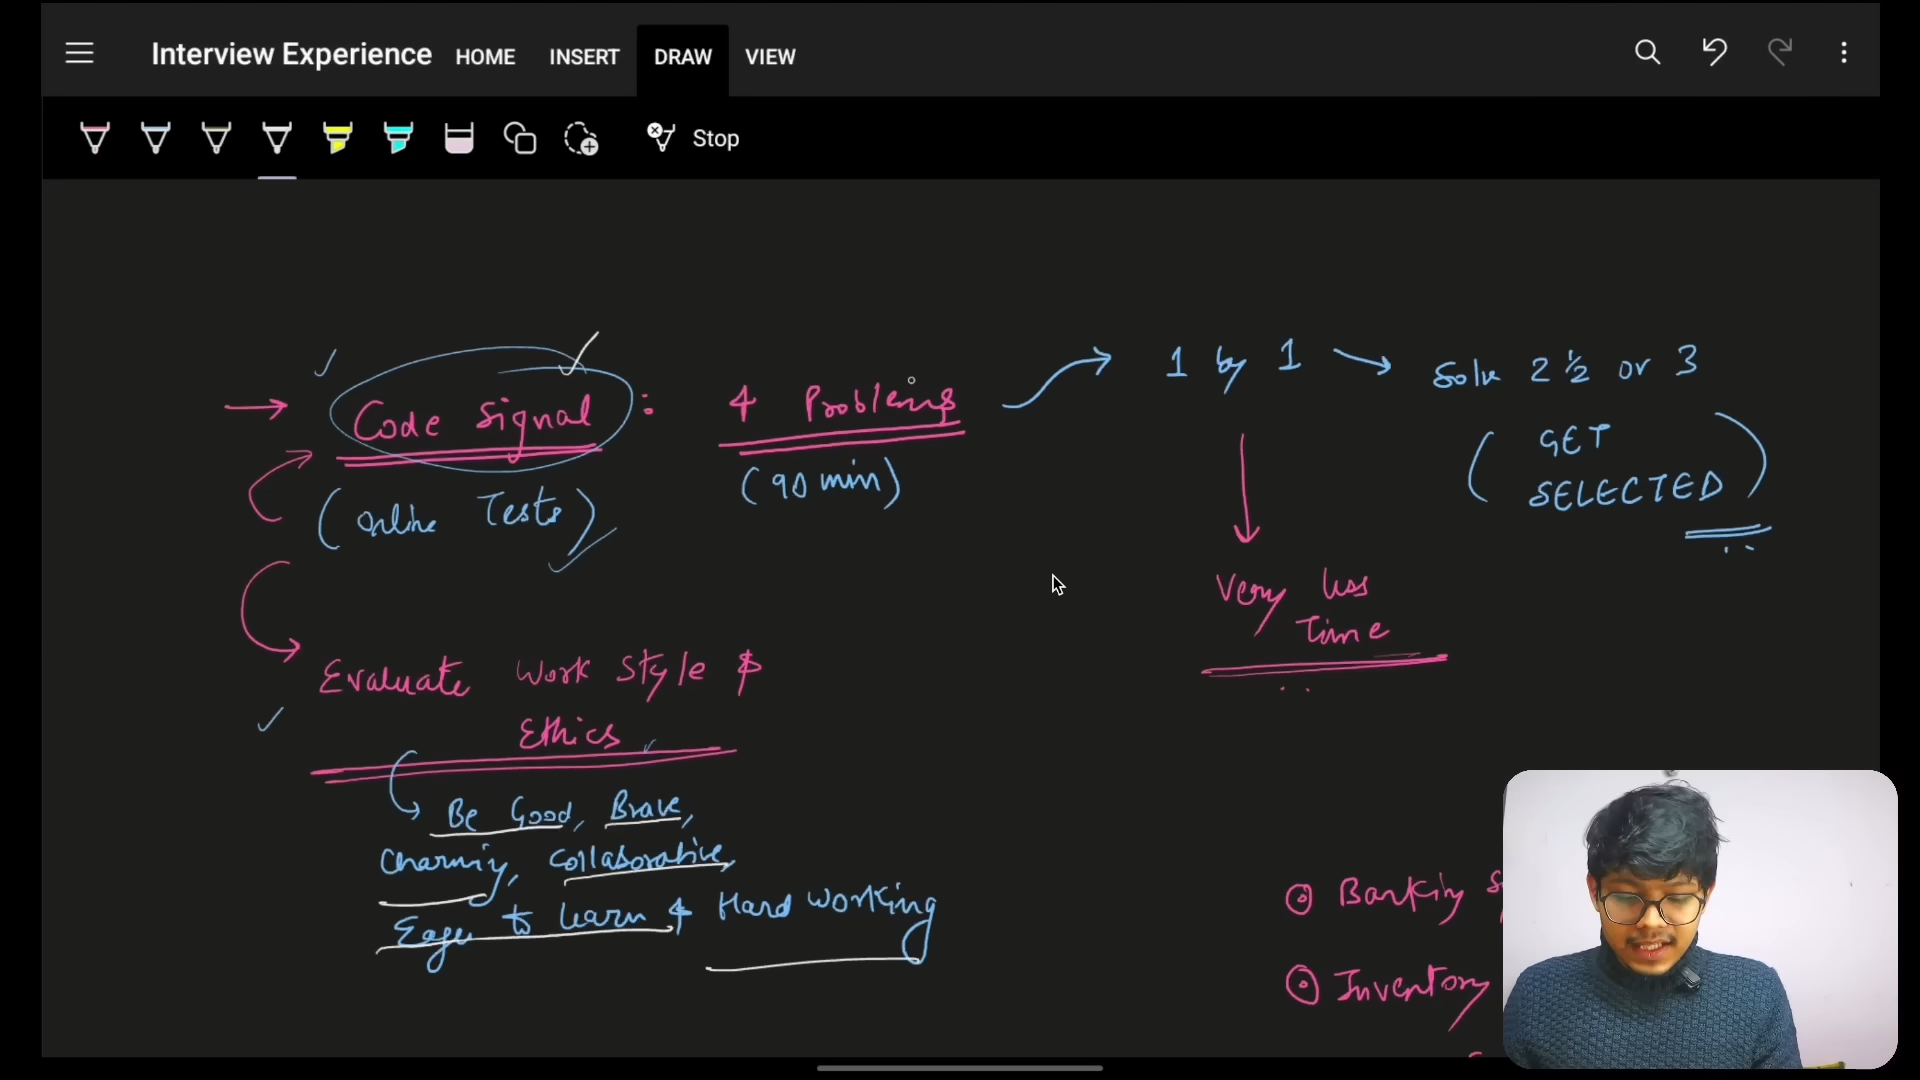 Interview Experience HOME INSERT DRAW VIEW
Stop
Code Signal : 4 Problems
(Online Tests)
(90 min)
1 by 1
Solve 2 ½ or 3
( GET
SELECTED )
Very less
Time
Evaluate Work Style &
Ethics
Be Good, Brave,
Charming, Collaborative,
Eager to learn & Hard working
Banking
Inventory